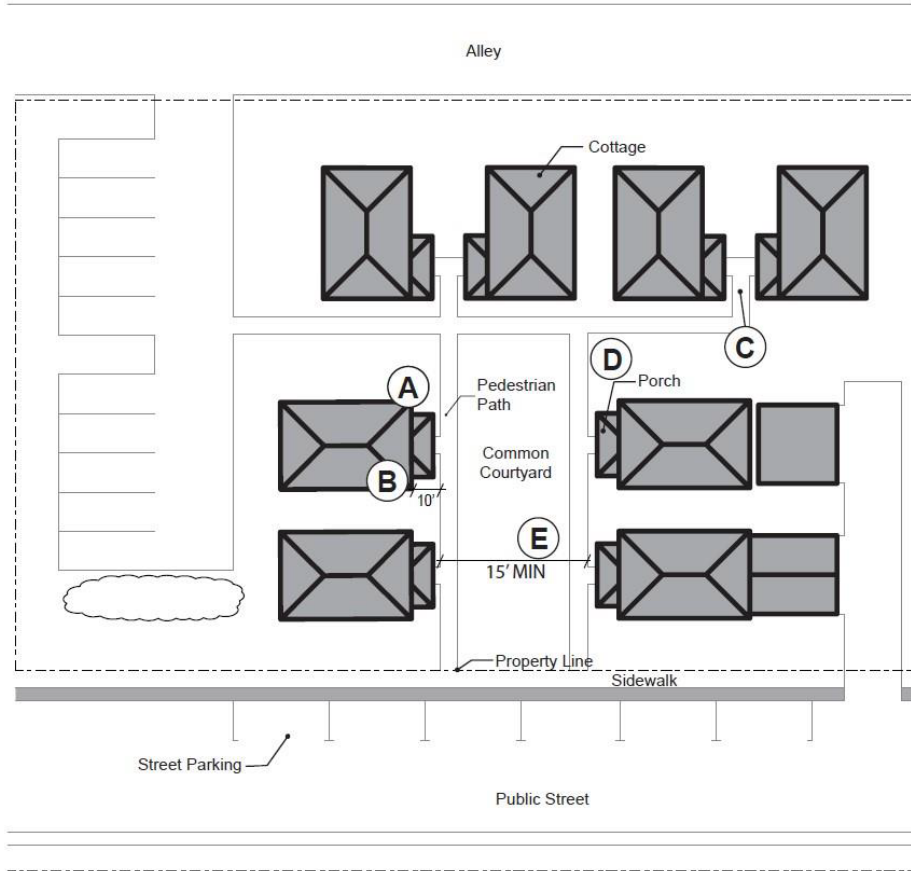 Alley
Cottage
C
D
A
Porch
Pedestrian
Path
Common
Courtyard
B
10'
E
15' MIN
Property Line
Sidewalk
Street Parking
Public Street